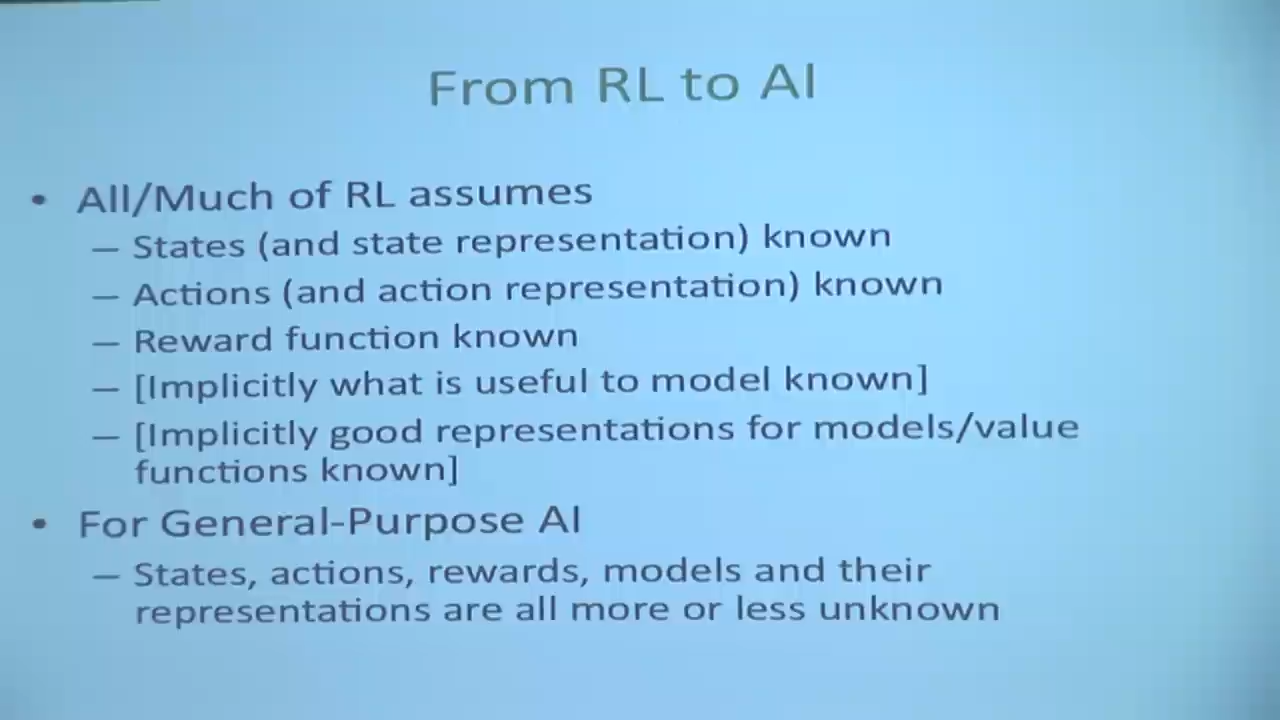 From RL to AI
• All/Much of RL assumes
– States (and state representation) known
– Actions (and action representation) known
– Reward function known
– [Implicitly what is useful to model known]
– [Implicitly good representations for models/value
functions known]
• For General-Purpose AI
– States, actions, rewards, models and their
representations are all more or less unknown